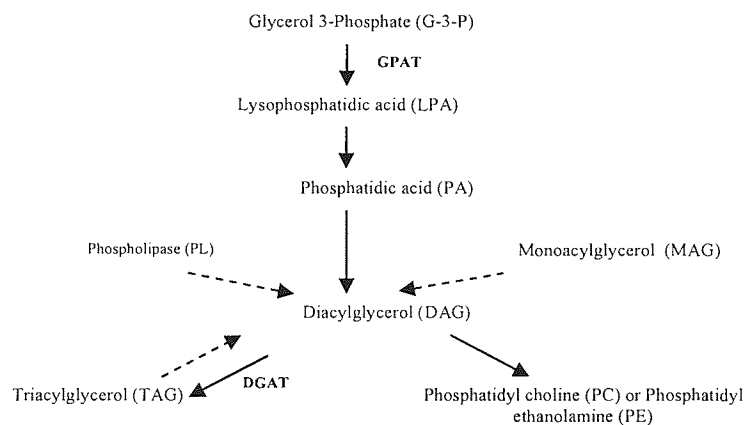 Glycerol 3-Phosphate (G-3-P)
GPAT
Lysophosphatidic acid (LPA)
Phosphatidic acid (PA)
Phospholipase (PL)
Monoacylglycerol (MAG)
Diacylglycerol (DAG)
Triacylglycerol (TAG)
DGAT
Phosphatidyl choline (PC) or Phosphatidyl
ethanolamine (PE)